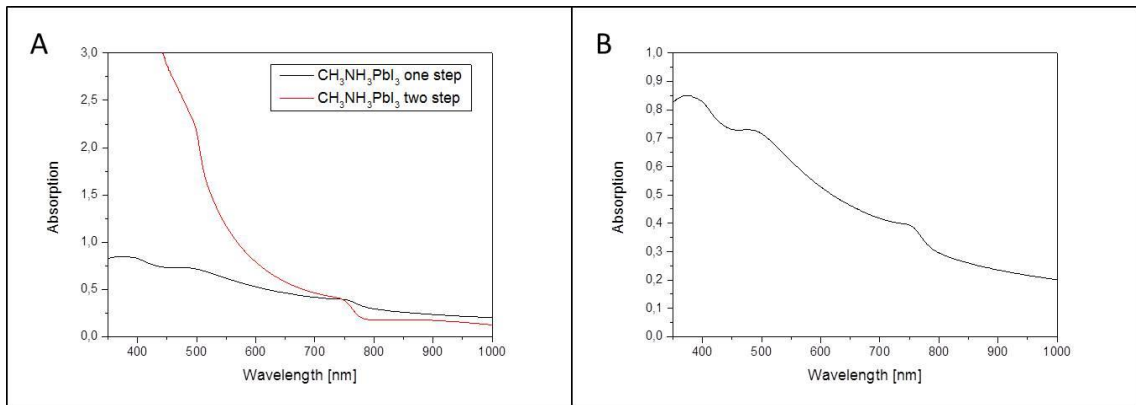 A
3,0
2,5
2,0
1,5
1,0
0,5
0,0
Absorption
CH₃NH₃PbI₃ one step
CH₃NH₃PbI₃ two step
400 500 600 700 800 900 1000
Wavelength [nm]
B
1,0
0,9
0,8
0,7
0,6
0,5
0,4
0,3
0,2
0,1
0,0
Absorption
400 500 600 700 800 900 1000
Wavelength [nm]